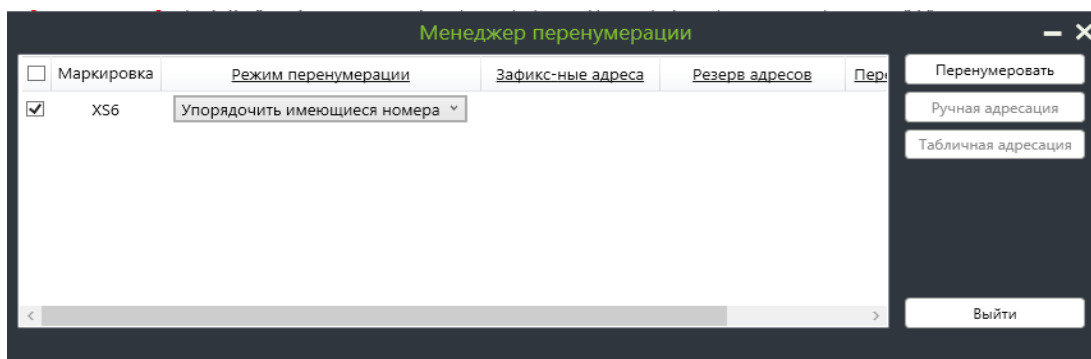 Менеджер перенумерации
Маркировка Режим перенумерации Зафикс-ные адреса Резерв адресов Пере
XS6 Упорядочить имеющиеся номера
Перенумеровать
Ручная адресация
Табличная адресация
Выйти